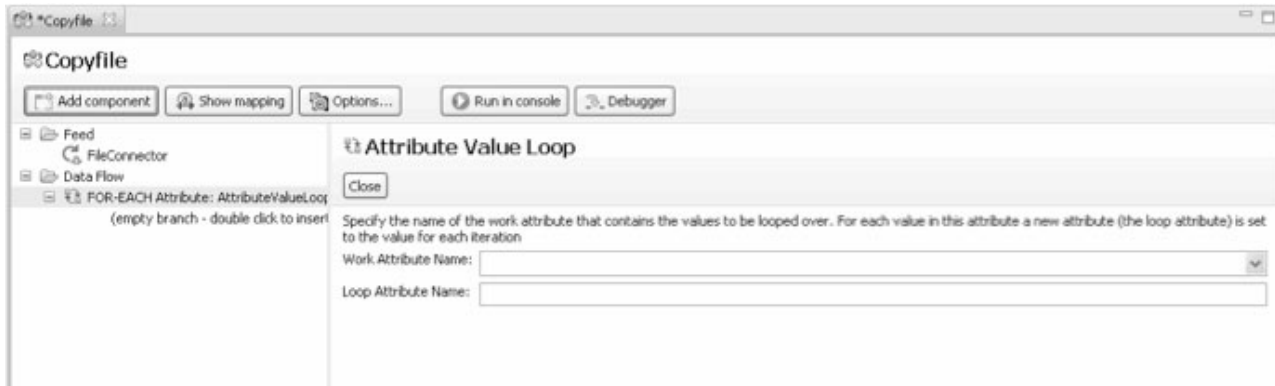 *Copyfile
Copyfile
Add component
Show mapping
Options...
Run in console
Debugger
Feed
FileConnector
Data Flow
FOR-EACH Attribute: AttributeValueLoop
(empty branch - double click to insert
Attribute Value Loop
Close
Specify the name of the work attribute that contains the values to be looped over. For each value in this attribute a new attribute (the loop attribute) is set
to the value for each iteration
Work Attribute Name:
Loop Attribute Name: